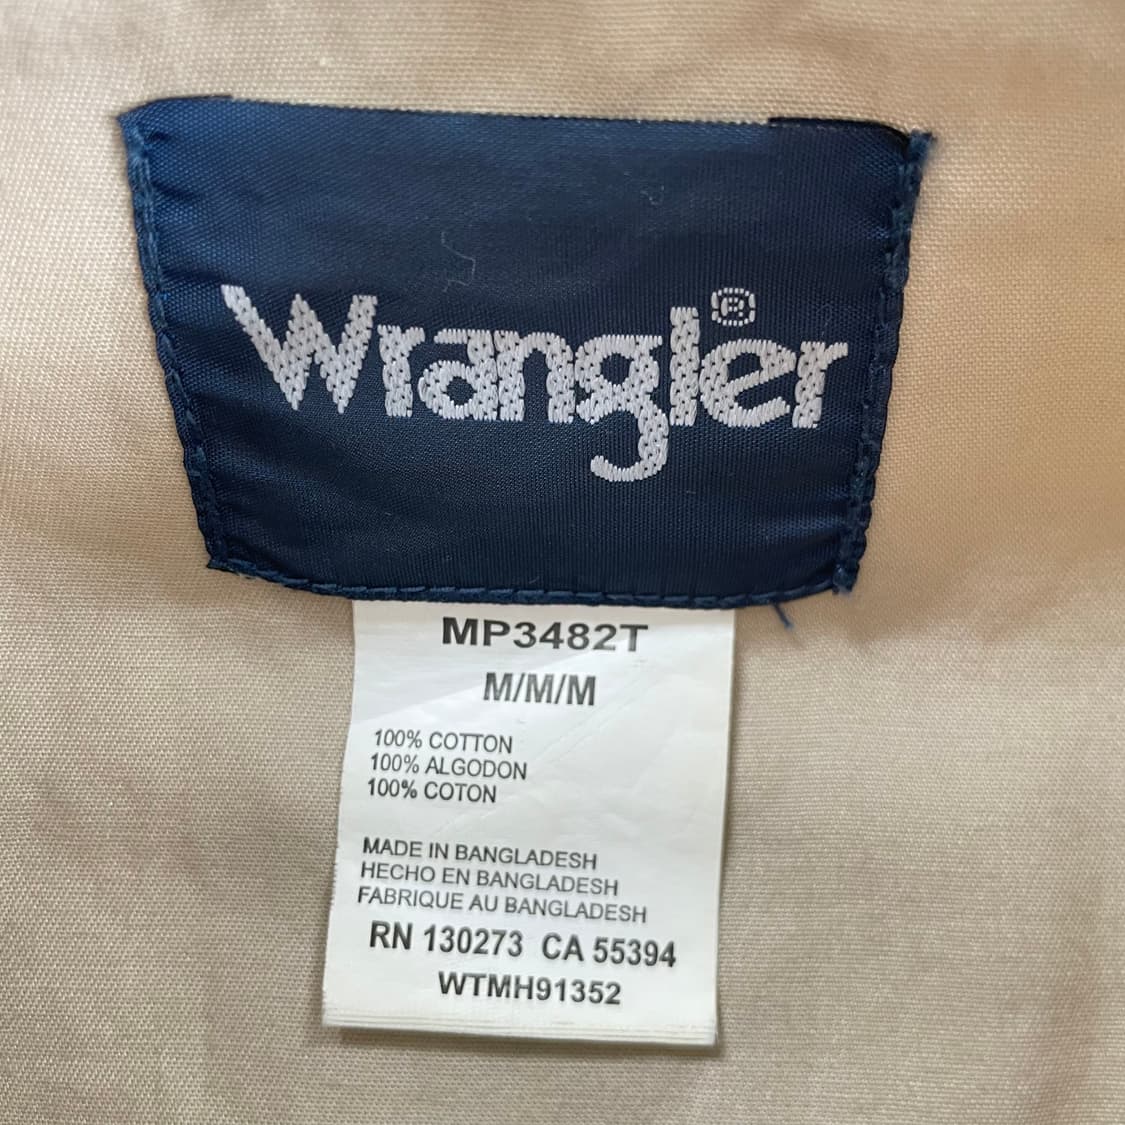 Wrangler®
MP3482T
M/M/M
100% COTTON
100% ALGODON
100% COTON
MADE IN BANGLADESH
HECHO EN BANGLADESH
FABRIQUE AU BANGLADESH
RN 130273 CA 55394
WTMH91352